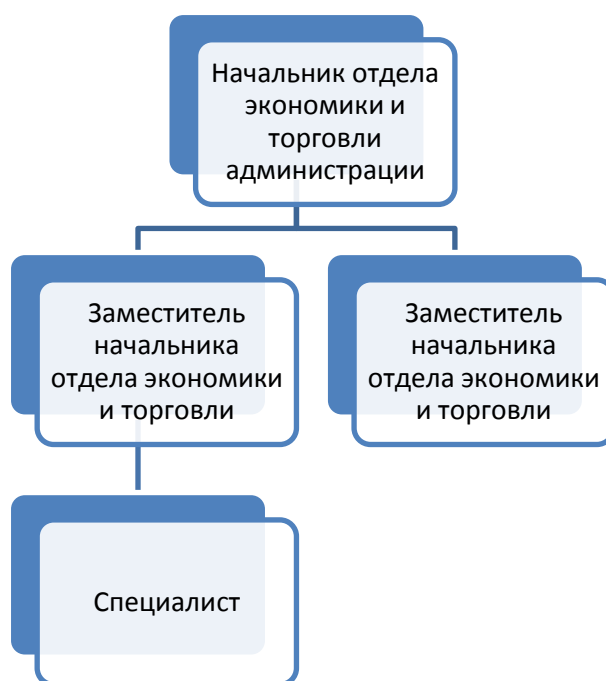 Начальник отдела
экономики и
торговли
администрации
Заместитель
начальника
отдела экономики
и торговли
Заместитель
начальника
отдела экономики
и торговли
Специалист